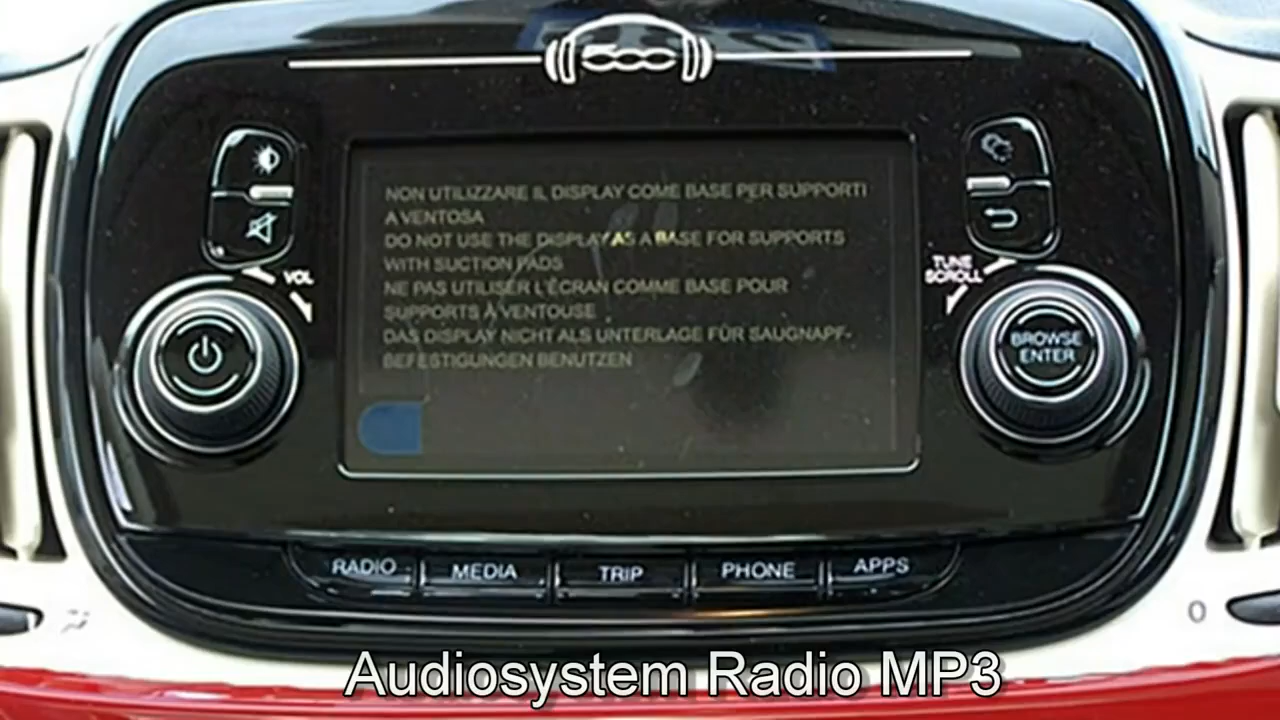 500
NON UTILIZZARE IL DISPLAY COME BASE PER SUPPORTI
A VENTOSA
DO NOT USE THE DISPLAY AS A BASE FOR SUPPORTS
WITH SUCTION PADS
NE PAS UTILISER L'ÉCRAN COMME BASE POUR
SUPPORTS À VENTOUSE
DAS DISPLAY NICHT ALS UNTERLAGE FÜR SAUGNAPF-
BEFESTIGUNGEN BENUTZEN
VOL
TUNE
SCROLL
BROWSE
ENTER
RADIO
MEDIA
TRIP
PHONE
APPS
0
Audiosystem Radio MP3